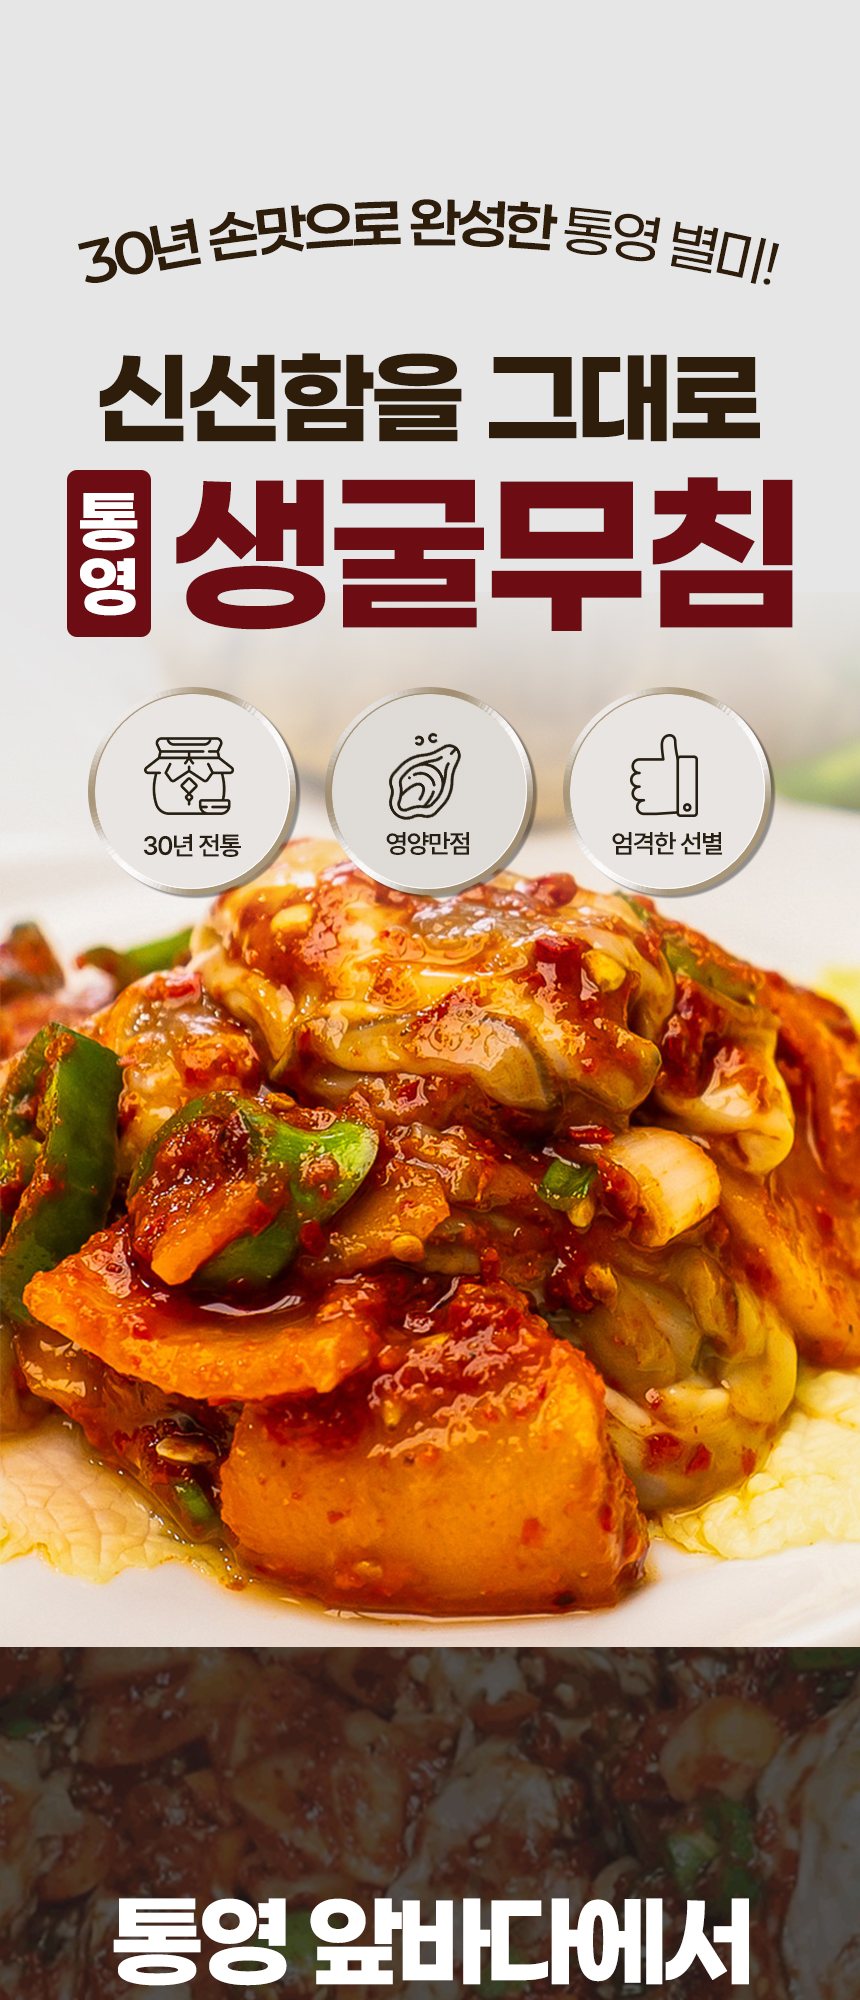 30년 손맛으로 완성한 통영 별미!
신선함을 그대로
통영
생굴무침
30년 전통
영양만점
엄격한 선별
통영 앞바다에서